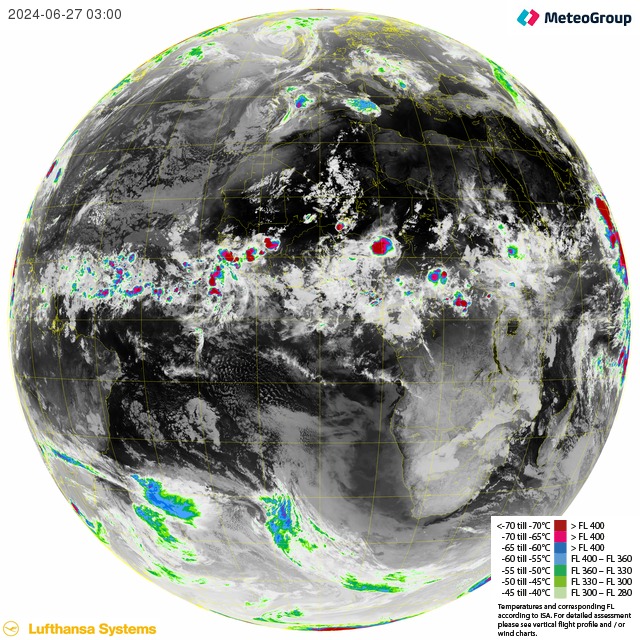 2024-06-27 03:00
MeteoGroup
<-70 till -70°C > FL 400
-70 till -65°C > FL 400
-65 till -60°C > FL 400
-60 till -55°C FL 400 – FL 360
-55 till -50°C FL 360 – FL 330
-50 till -45°C FL 330 – FL 300
-45 till -40°C FL 300 – FL 280
Temperatures and corresponding FL
according to ISA. For detailed assessment
please see vertical flight profile and / or
wind charts.
Lufthansa Systems